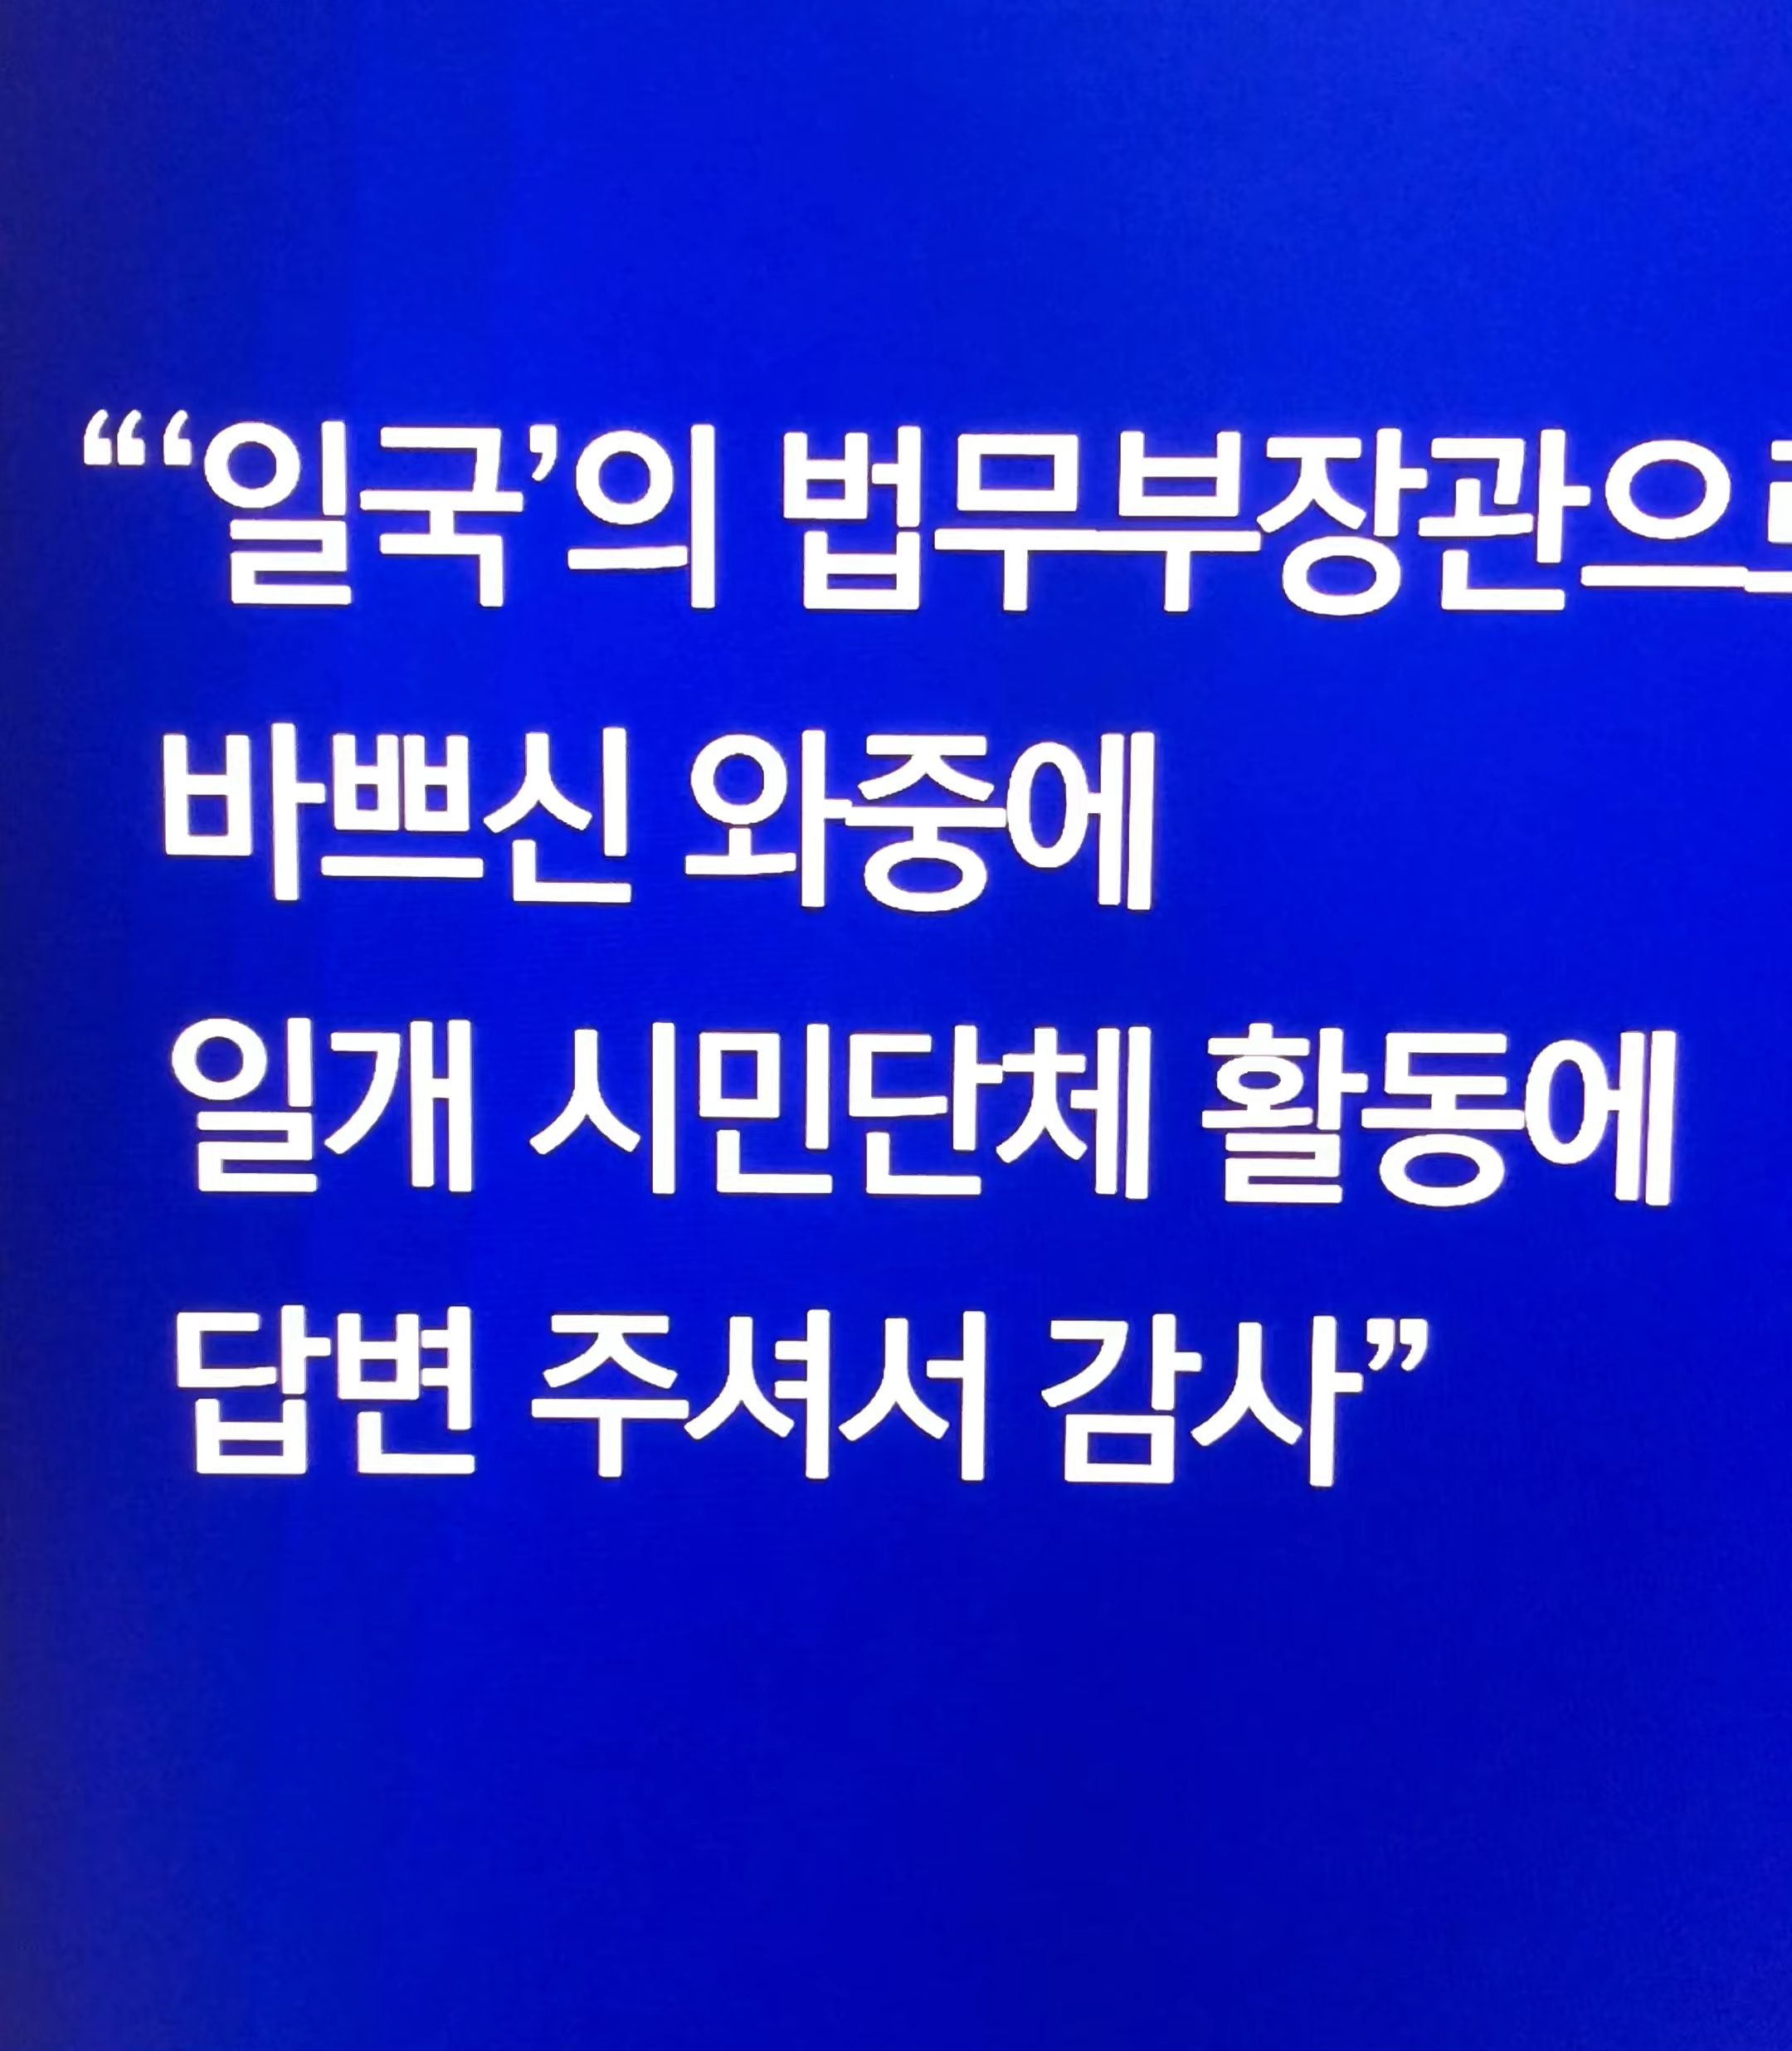 “‘일국’의 법무부장관으
바쁘신 와중에
일개 시민단체 활동에
답변 주셔서 감사”